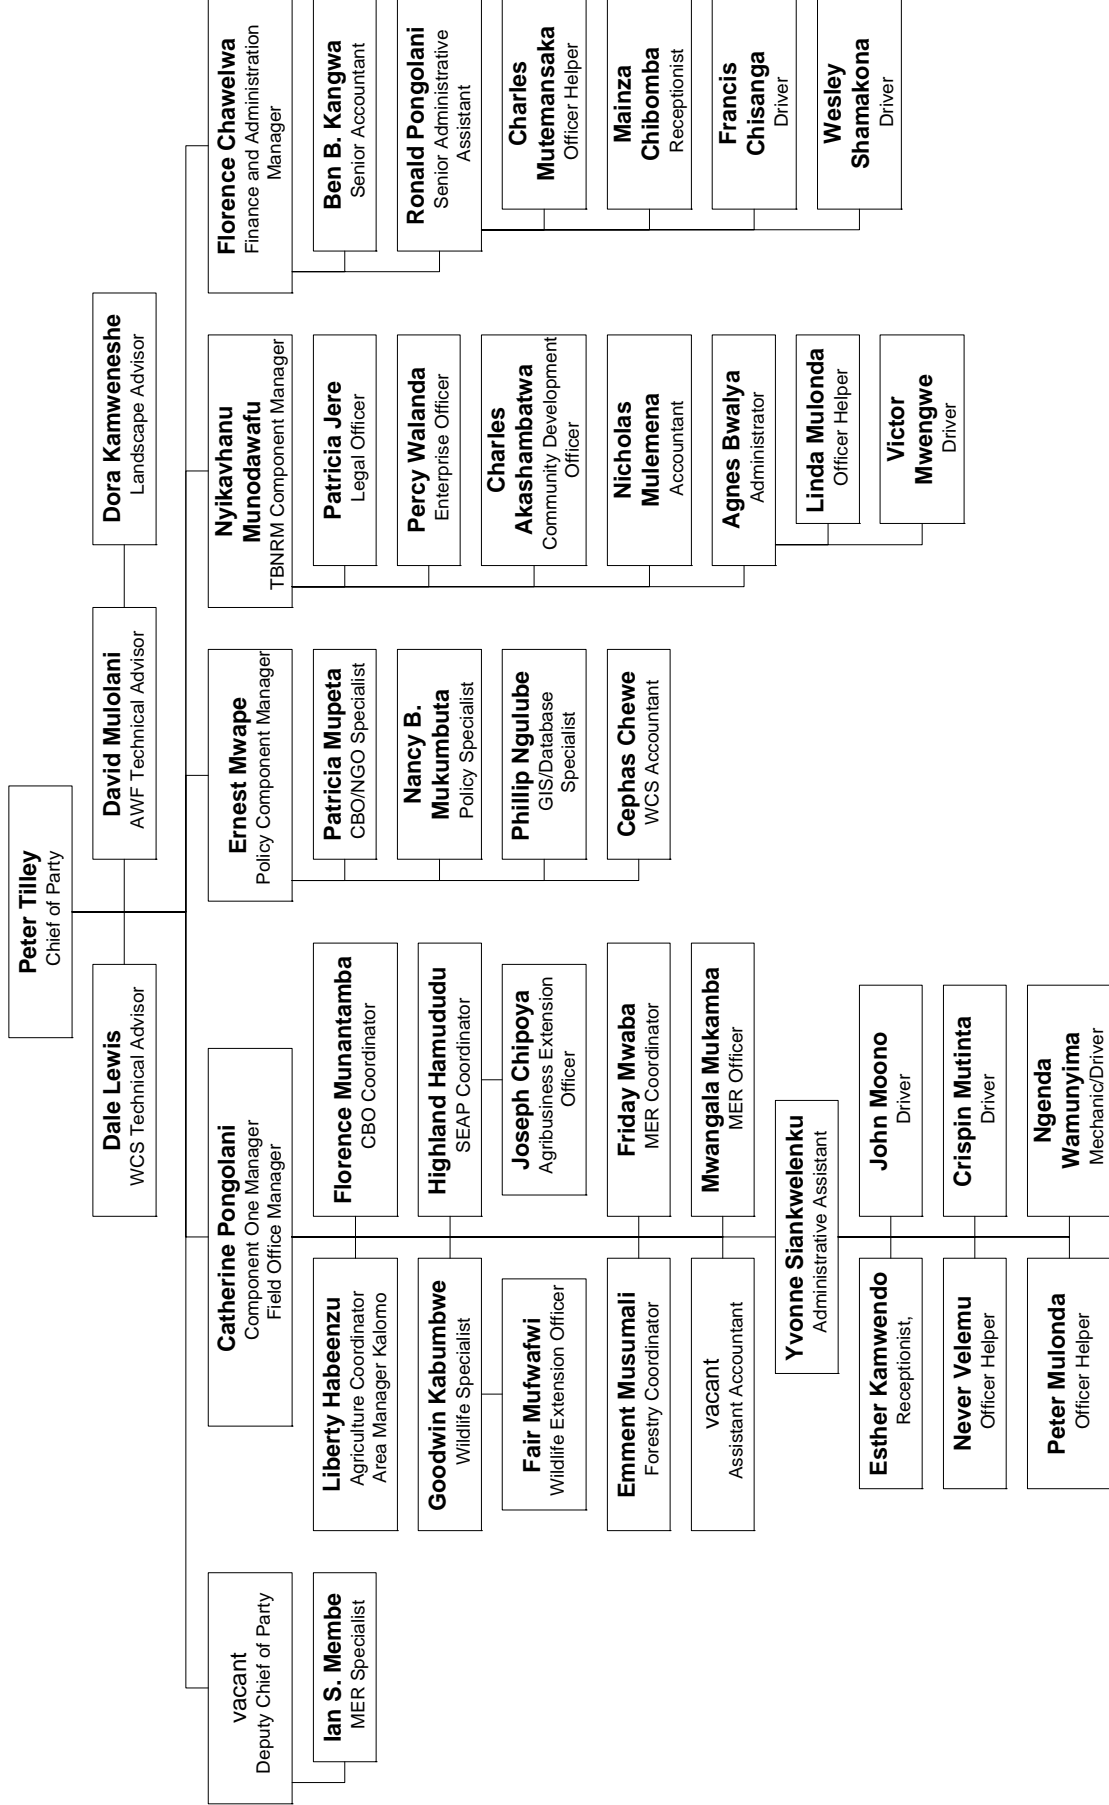 Peter Tilley
Chief of Party
Dale Lewis
WCS Technical Advisor
David Mulolani
AWF Technical Advisor
Dora Kamweneshe
Landscape Advisor
vacant
Deputy Chief of Party
Ian S. Membe
MER Specialist
Catherine Pongolani
Component One Manager
Field Office Manager
Liberty Habeenzu
Agriculture Coordinator
Area Manager Kalomo
Florence Munantamba
CBO Coordinator
Goodwin Kabumbwe
Wildlife Specialist
Highland Hamududu
SEAP Coordinator
Fair Mufwafwi
Wildlife Extension Officer
Joseph Chipoya
Agribusiness Extension
Officer
Emment Musumali
Forestry Coordinator
Friday Mwaba
MER Coordinator
vacant
Assistant Accountant
Mwangala Mukamba
MER Officer
Yvonne Siankwelenku
Administrative Assistant
Esther Kamwendo
Receptionist,
John Moono
Driver
Never Velemu
Officer Helper
Crispin Mutinta
Driver
Peter Mulonda
Officer Helper
Ngenda
Wamunyima
Mechanic/Driver
Ernest Mwape
Policy Component Manager
Patricia Mupeta
CBO/NGO Specialist
Nancy B.
Mukumbuta
Policy Specialist
Phillip Ngulube
GIS/Database
Specialist
Cephas Chewe
WCS Accountant
Nyikavhanu
Munodawafu
TBNRM Component Manager
Patricia Jere
Legal Officer
Percy Walanda
Enterprise Officer
Charles
Akashambatwa
Community Development
Officer
Nicholas
Mulemena
Accountant
Agnes Bwalya
Administrator
Linda Mulonda
Officer Helper
Victor
Mwengwe
Driver
Florence Chawelwa
Finance and Administration
Manager
Ben B. Kangwa
Senior Accountant
Ronald Pongolani
Senior Administrative
Assistant
Charles
Mutemansaka
Officer Helper
Mainza
Chibomba
Receptionist
Francis
Chisanga
Driver
Wesley
Shamakona
Driver